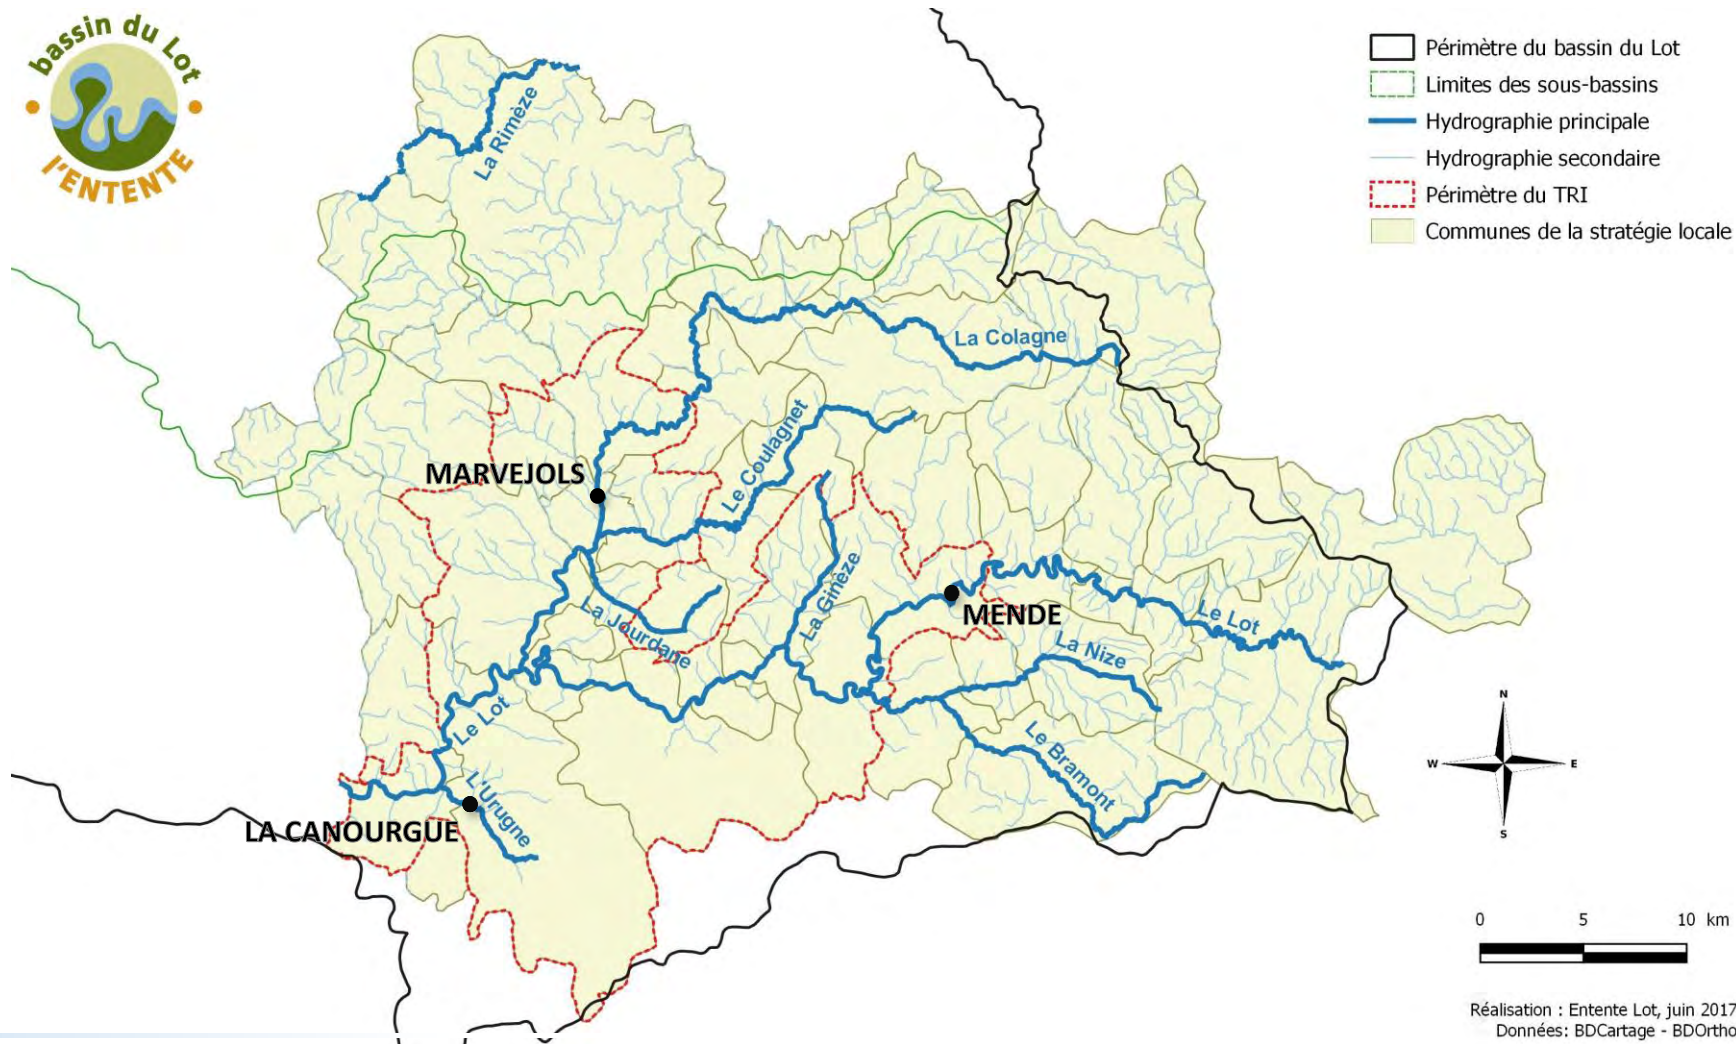 bassin du Lot
l'ENTENTE
Périmètre du bassin du Lot
Limites des sous-bassins
Hydrographie principale
Hydrographie secondaire
Périmètre du TRI
Communes de la stratégie locale
La Rimèze
La Colagne
Le Coulagnet
MARVEJOLS
La Ginèze
MENDE
La Jourdane
Le Lot
La Nize
Le Lot
Le Bramont
L'Urugne
LA CANOURGUE
N
W
E
S
0 5 10 km
Réalisation : Entente Lot, juin 2017
Données: BDCartage - BDOrtho